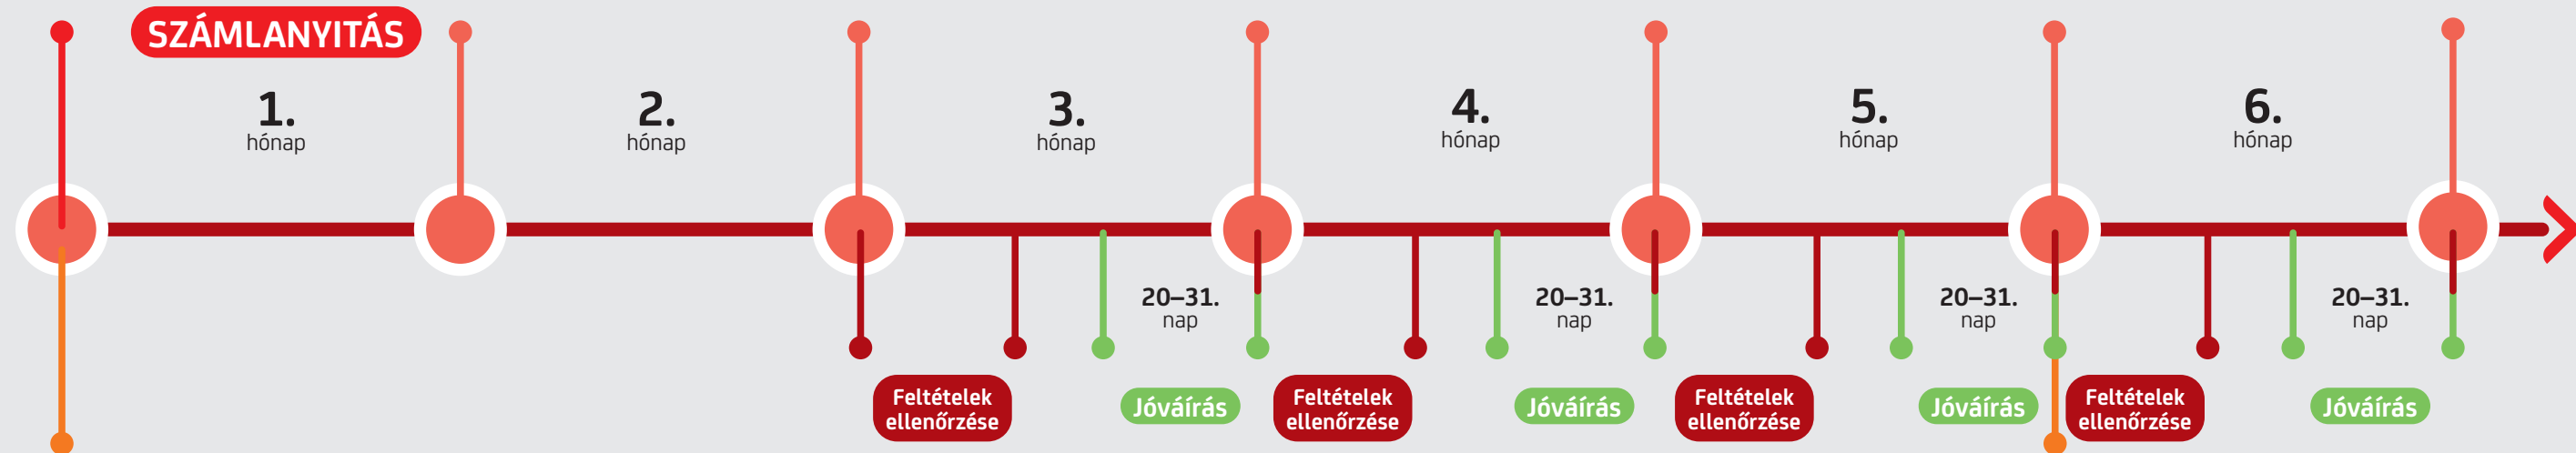 SZÁMLANYITÁS
1.
hónap
2.
hónap
3.
hónap
4.
hónap
5.
hónap
6.
hónap
20–31.
nap
20–31.
nap
20–31.
nap
20–31.
nap
Feltételek
ellenőrzése
Jóváírás
Feltételek
ellenőrzése
Jóváírás
Feltételek
ellenőrzése
Jóváírás
Feltételek
ellenőrzése
Jóváírás